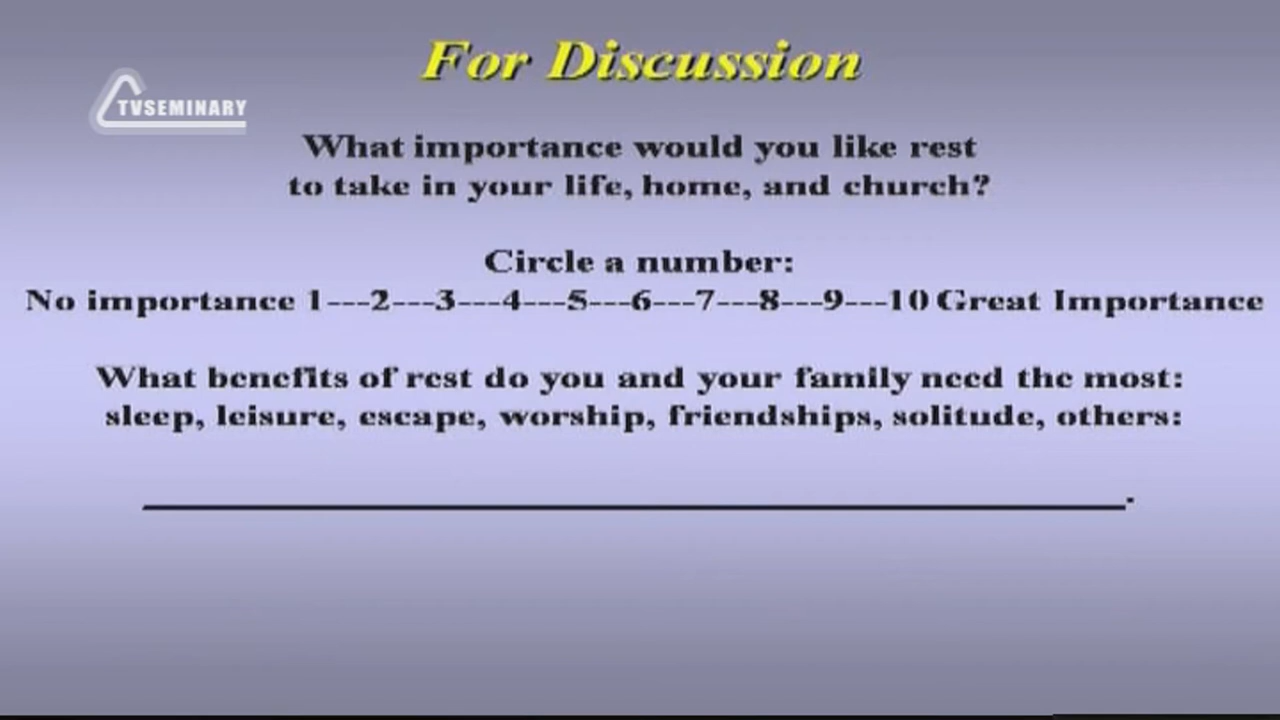 For Discussion
TVSEMINARY
What importance would you like rest
to take in your life, home, and church?
Circle a number:
No importance 1---2---3---4---5---6---7---8---9---10 Great Importance
What benefits of rest do you and your family need the most:
sleep, leisure, escape, worship, friendships, solitude, others:
.